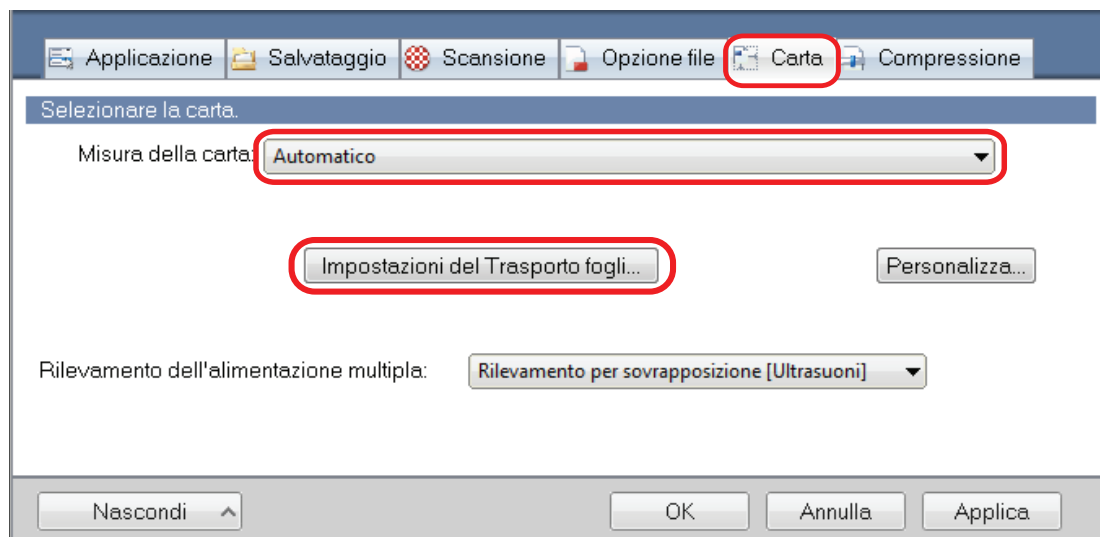 Applicazione Salvataggio Scansione Opzione file Carta Compressione
Selezionare la carta.
Misura della carta: Automatico
Impostazioni del Trasporto fogli... Personalizza...
Rilevamento dell'alimentazione multipla: Rilevamento per sovrapposizione [Ultrasuoni]
Nascondi OK Annulla Applica